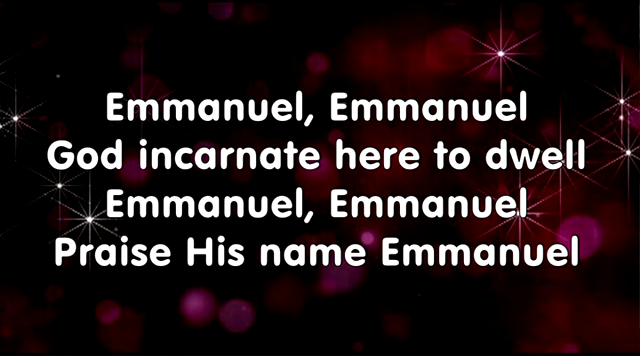 Emmanuel, Emmanuel
God incarnate here to dwell
Emmanuel, Emmanuel
Praise His name Emmanuel